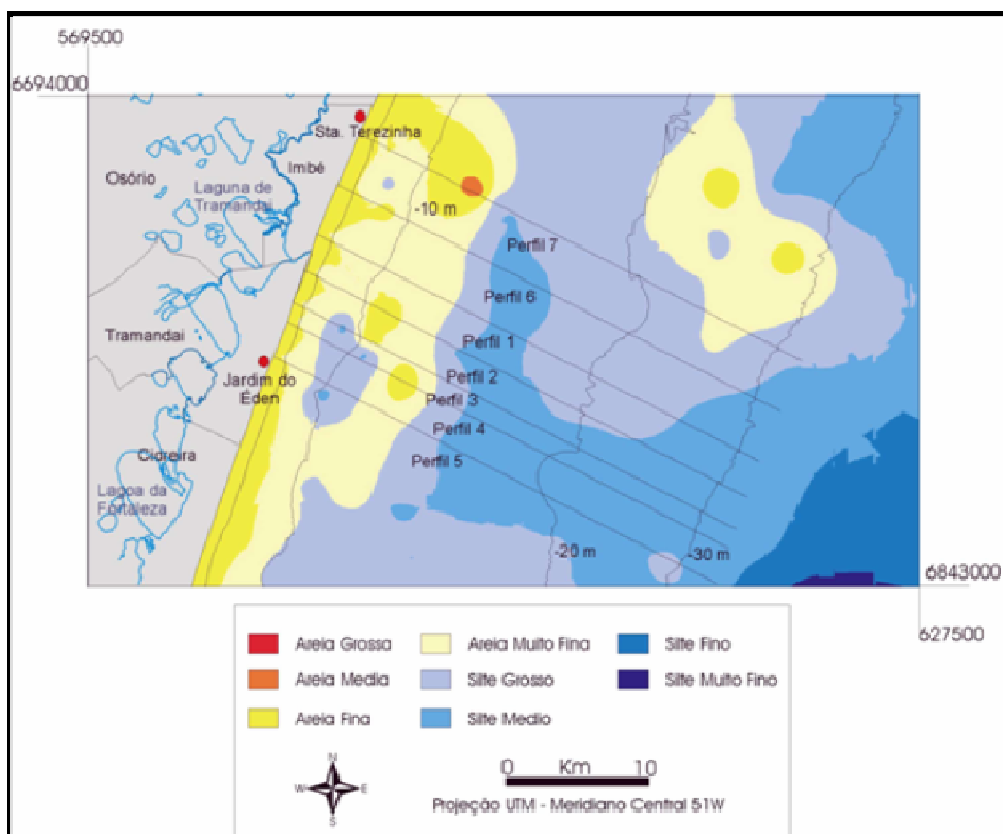 569500
6694000
Sta. Terezinha
Imbé
Osório
Laguna de
Tramandaí
-10 m
Perfil 7
Perfil 6
Perfil 1
Tramandaí
Perfil 2
Jardim do
Éden
Perfil 3
Perfil 4
Cidreira
Perfil 5
Lagoa da
Fortaleza
-20 m
-30 m
6843000
627500
Areia Grossa
Areia Muito Fina
Silte Fino
Areia Media
Silte Grosso
Silte Muito Fino
Areia Fina
Silte Medio
N
W
E
S
0 Km 10
Projeção UTM - Meridiano Central 51W